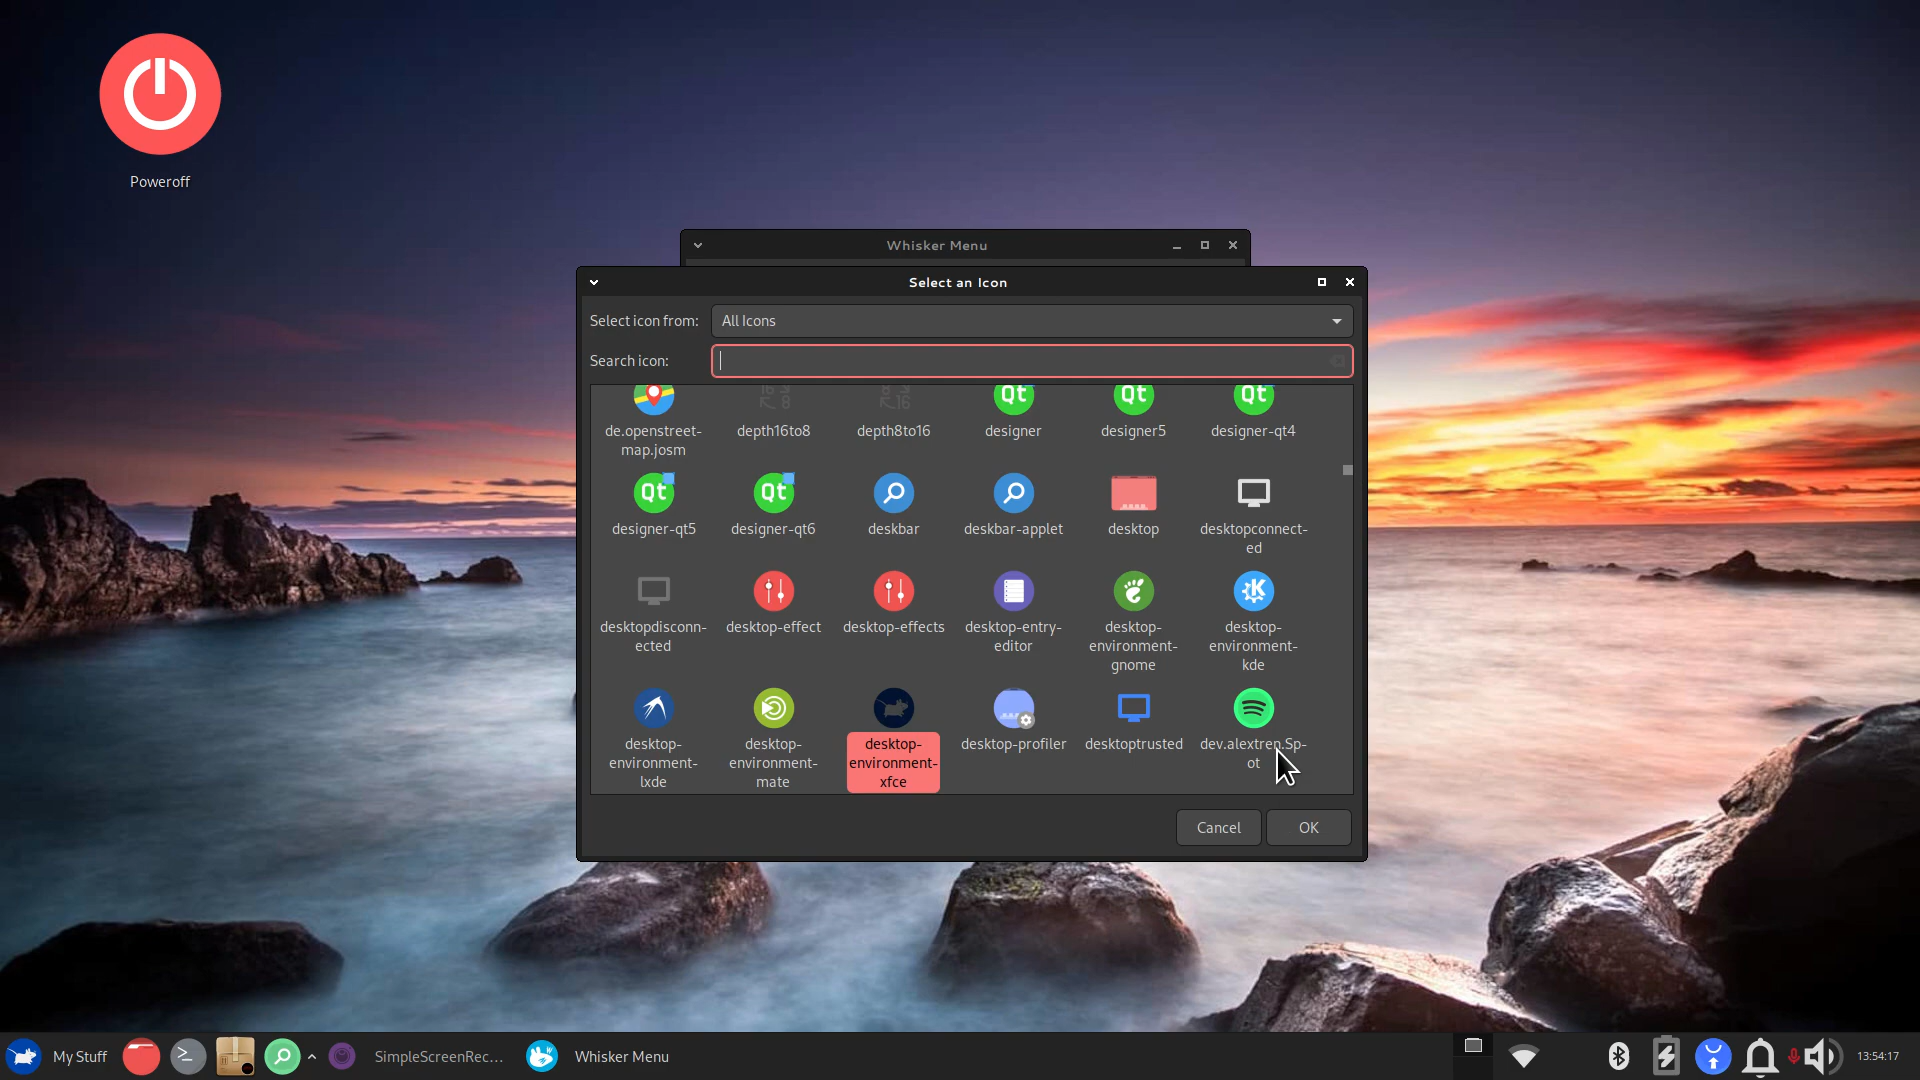 Poweroff
Whisker Menu
Select an Icon
Select icon from:
All Icons
Search icon:
de.openstreet-
map.josm
depth16to8
depth8to16
designer
designer5
designer-qt4
designer-qt5
designer-qt6
deskbar
deskbar-applet
desktop
desktopconnect-
ed
desktopdisconn-
ected
desktop-effect
desktop-effects
desktop-entry-
editor
desktop-
environment-
gnome
desktop-
environment-
kde
desktop-
environment-
lxde
desktop-
environment-
mate
desktop-
environment-
xfce
desktop-profiler
desktoptrusted
dev.alextren.Sp-
ot
Cancel
OK
My Stuff
SimpleScreenRec...
Whisker Menu
13:54:17